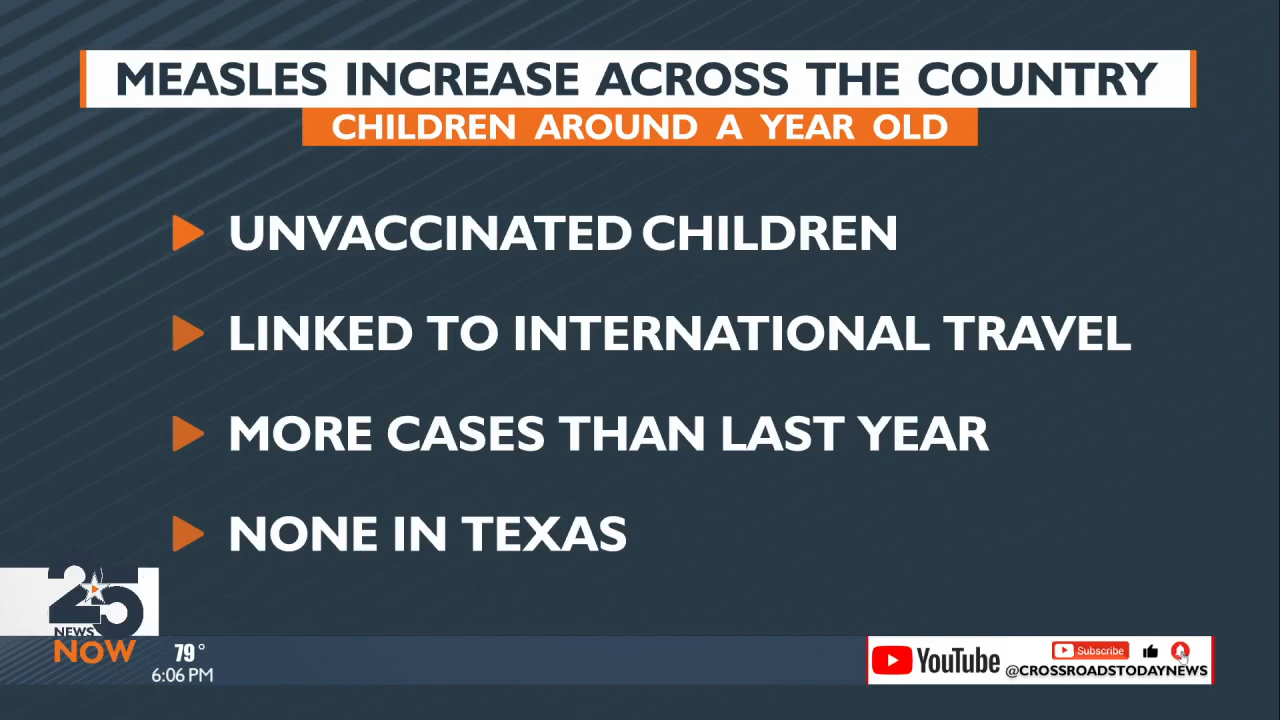 MEASLES INCREASE ACROSS THE COUNTRY
CHILDREN AROUND A YEAR OLD
UNVACCINATED CHILDREN
LINKED TO INTERNATIONAL TRAVEL
MORE CASES THAN LAST YEAR
NONE IN TEXAS
25
NEWS
NOW
79°
6:06 PM
YouTube
Subscribe
@CROSSROADSTODAYNEWS